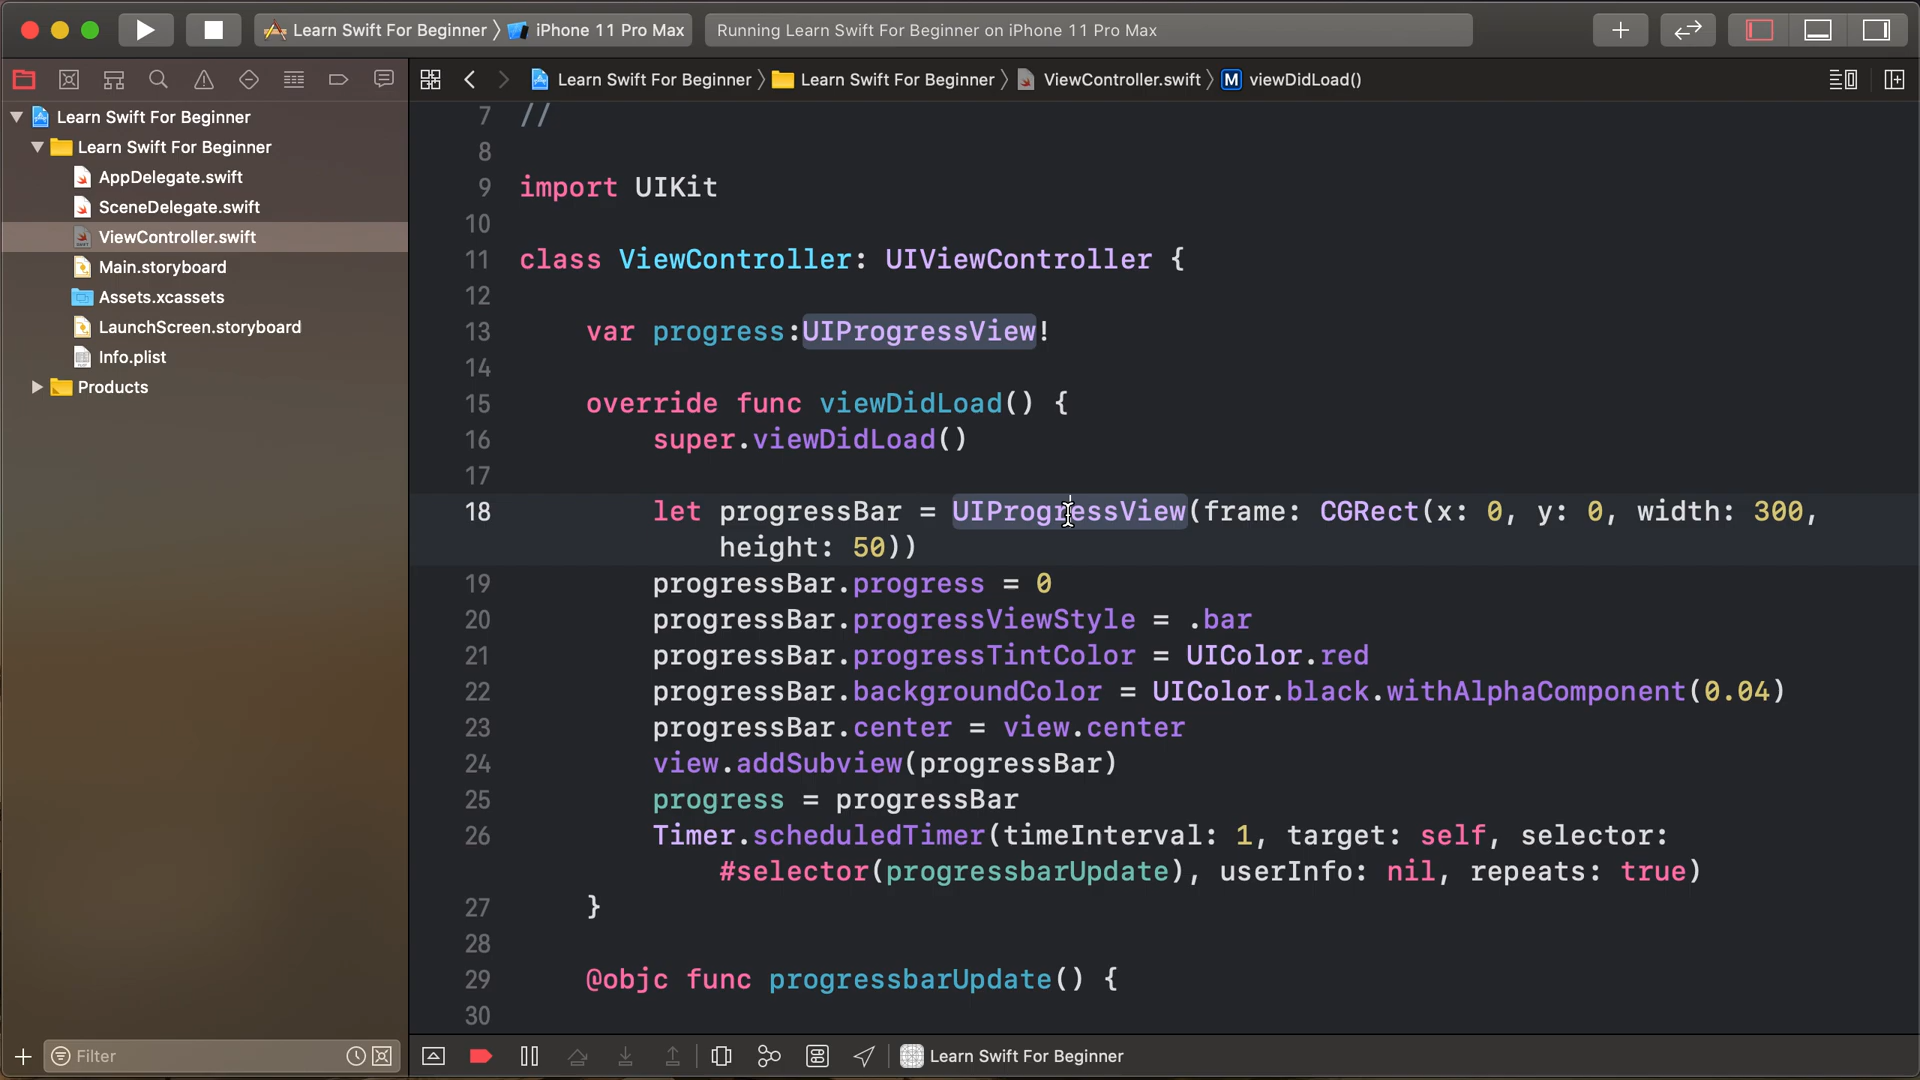 Learn Swift For Beginner 〉 iPhone 11 Pro Max
Running Learn Swift For Beginner on iPhone 11 Pro Max
Learn Swift For Beginner 〉 Learn Swift For Beginner 〉 ViewController.swift 〉 M viewDidLoad()
Learn Swift For Beginner
Learn Swift For Beginner
AppDelegate.swift
SceneDelegate.swift
ViewController.swift
Main.storyboard
Assets.xcassets
LaunchScreen.storyboard
Info.plist
Products
7 //
8
9 import UIKit
10
11 class ViewController: UIViewController {
12
13 var progress:UIProgressView!
14
15 override func viewDidLoad() {
16 super.viewDidLoad()
17
18 let progressBar = UIProgressView(frame: CGRect(x: 0, y: 0, width: 300,
height: 50))
19 progressBar.progress = 0
20 progressBar.progressViewStyle = .bar
21 progressBar.progressTintColor = UIColor.red
22 progressBar.backgroundColor = UIColor.black.withAlphaComponent(0.04)
23 progressBar.center = view.center
24 view.addSubview(progressBar)
25 progress = progressBar
26 Timer.scheduledTimer(timeInterval: 1, target: self, selector:
#selector(progressbarUpdate), userInfo: nil, repeats: true)
27 }
28
29 @objc func progressbarUpdate() {
30
Filter
Learn Swift For Beginner